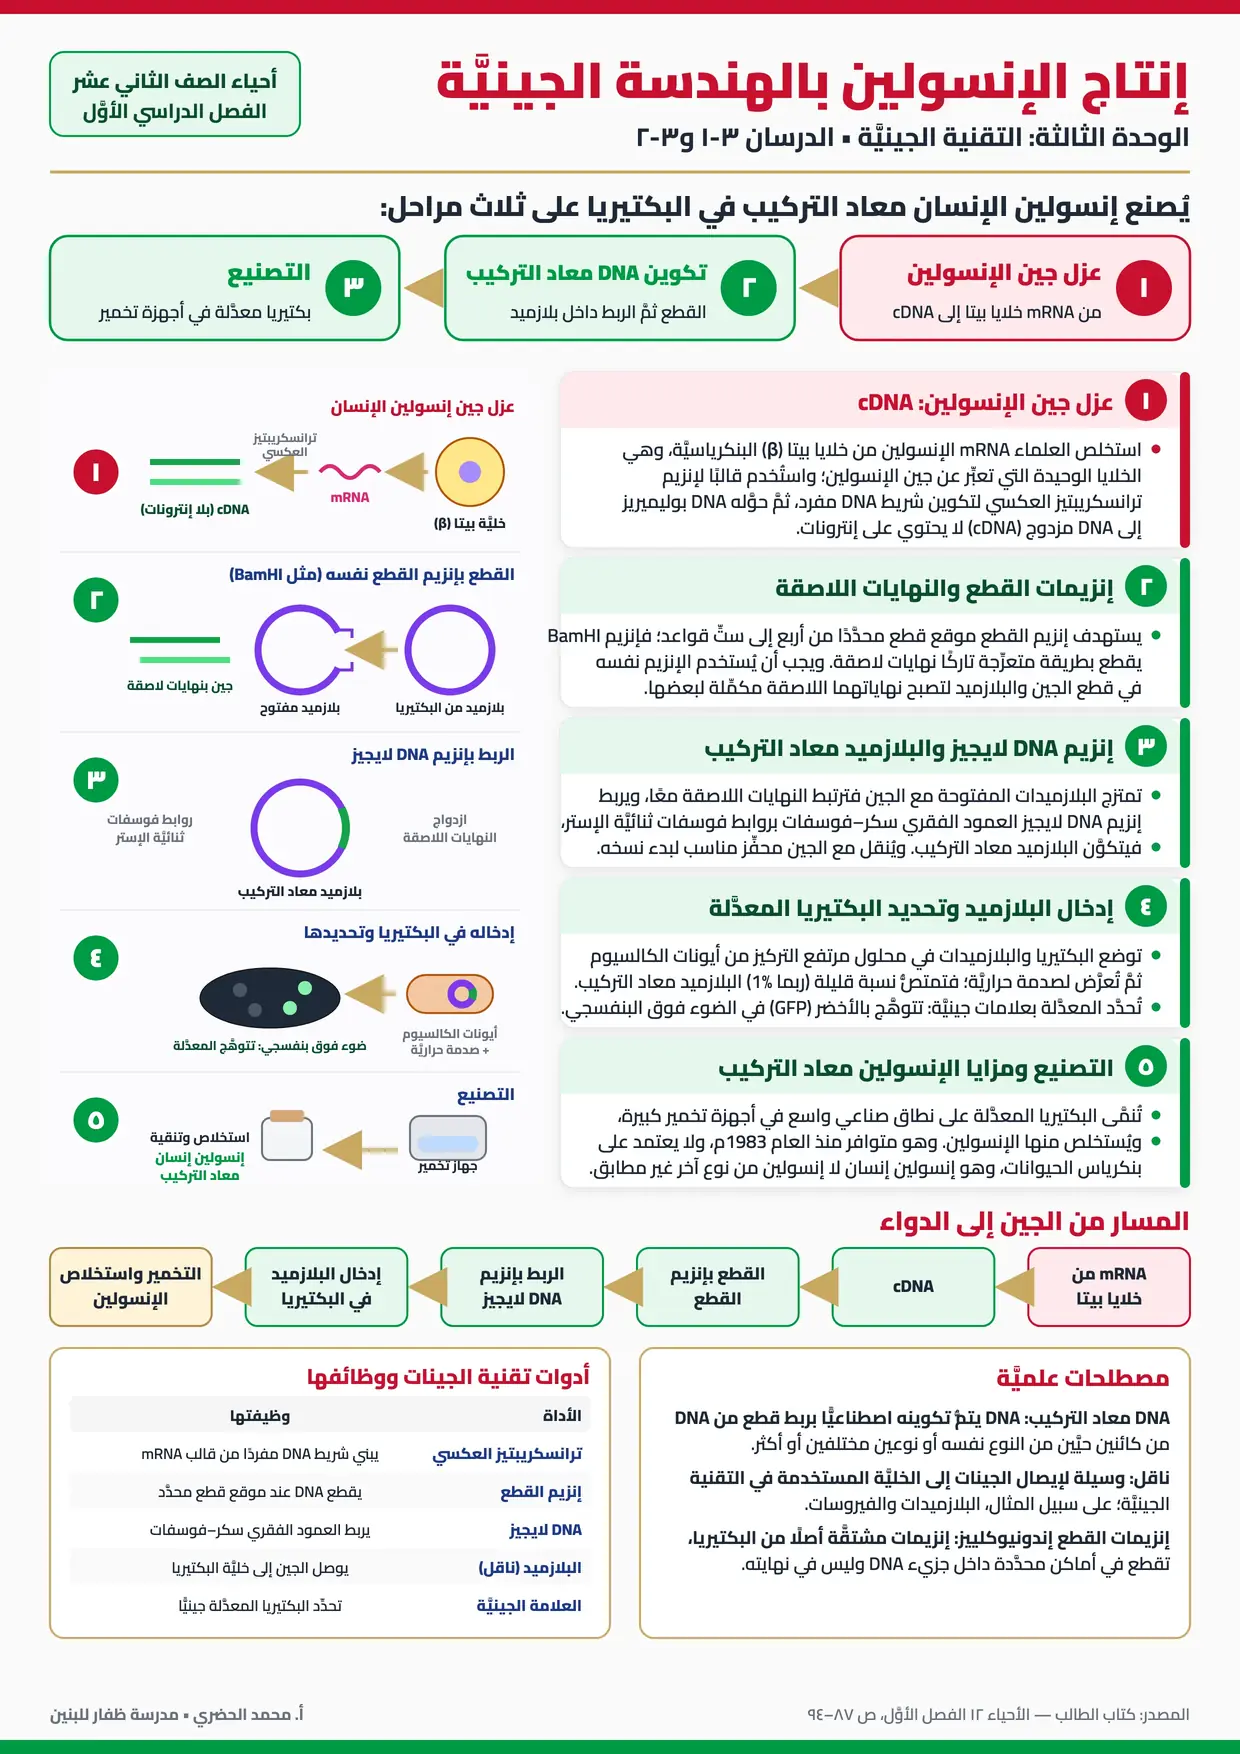 إنتاج الإنسولين بالهندسة الجينيَّة
أحياء الصف الثاني عشر
الفصل الدراسي الأوَّل
الوحدة الثالثة: التقنية الجينيَّة • الدرسان ٣-١ و٣-٢
يُصنع إنسولين الإنسان معاد التركيب في البكتيريا على ثلاث مراحل:
١
عزل جين الإنسولين
من mRNA خلايا بيتا إلى cDNA
٢
تكوين DNA معاد التركيب
القطع ثمَّ الربط داخل بلازميد
٣
التصنيع
بكتيريا معدَّلة في أجهزة تخمير
١
عزل جين الإنسولين: cDNA
• استخلص العلماء mRNA الإنسولين من خلايا بيتا (β) البنكرياسيَّة، وهي
الخلايا الوحيدة التي تعبِّر عن جين الإنسولين؛ واستُخدم قالبًا لإنزيم
ترانسكريبتيز العكسي لتكوين شريط DNA مفرد، ثمَّ حوَّله DNA بوليميريز
إلى DNA مزدوج (cDNA) لا يحتوي على إنترونات.
٢
إنزيمات القطع والنهايات اللاصقة
• يستهدف إنزيم القطع موقع قطع محدَّدًا من أربع إلى ستّ قواعد؛ فإنزيم BamHI
يقطع بطريقة متعرِّجة تاركًا نهايات لاصقة. ويجب أن يُستخدم الإنزيم نفسه
في قطع الجين والبلازميد لتصبح نهاياتهما اللاصقة مكمِّلة لبعضها.
٣
إنزيم DNA لايجيز والبلازميد معاد التركيب
• تمتزج البلازميدات المفتوحة مع الجين فترتبط النهايات اللاصقة معًا، ويربط
إنزيم DNA لايجيز العمود الفقري سكر–فوسفات بروابط فوسفات ثنائيَّة الإستر،
• فيتكوَّن البلازميد معاد التركيب. ويُنقل مع الجين محفِّز مناسب لبدء نسخه.
٤
إدخال البلازميد وتحديد البكتيريا المعدَّلة
• توضع البكتيريا والبلازميدات في محلول مرتفع التركيز من أيونات الكالسيوم
ثمَّ تُعرَّض لصدمة حراريَّة؛ فتمتصُّ نسبة قليلة (ربما 1%) البلازميد معاد التركيب.
• تُحدَّد المعدَّلة بعلامات جينيَّة: تتوهَّج بالأخضر (GFP) في الضوء فوق البنفسجي.
٥
التصنيع ومزايا الإنسولين معاد التركيب
• تُنمَّى البكتيريا المعدَّلة على نطاق صناعي واسع في أجهزة تخمير كبيرة،
• ويُستخلص منها الإنسولين. وهو متوافر منذ العام 1983م، ولا يعتمد على
بنكرياس الحيوانات، وهو إنسولين إنسان لا إنسولين من نوع آخر غير مطابق.
عزل جين إنسولين الإنسان
ترانسكريبتيز
العكسي
١
mRNA
cDNA (بلا إنترونات)
خليَّة بيتا (β)
القطع بإنزيم القطع نفسه (مثل BamHI)
٢
جين بنهايات لاصقة
بلازميد من البكتيريا
بلازميد مفتوح
الربط بإنزيم DNA لايجيز
٣
ازدواج
النهايات اللاصقة
روابط فوسفات
ثنائيَّة الإستر
بلازميد معاد التركيب
إدخاله في البكتيريا وتحديدها
٤
أيونات الكالسيوم
+ صدمة حراريَّة
ضوء فوق بنفسجي: تتوهَّج المعدَّلة
التصنيع
٥
جهاز تخمير
استخلاص وتنقية
إنسولين إنسان
معاد التركيب
المسار من الجين إلى الدواء
mRNA من
خلايا بيتا
cDNA
القطع بإنزيم
القطع
الربط بإنزيم
DNA لايجيز
إدخال البلازميد
في البكتيريا
التخمير واستخلاص
الإنسولين
مصطلحات علميَّة
DNA معاد التركيب: DNA يتمُّ تكوينه اصطناعيًّا بربط قطع من DNA
من كائنين حيَّين من النوع نفسه أو نوعين مختلفين أو أكثر.
ناقل: وسيلة لإيصال الجينات إلى الخليَّة المستخدمة في التقنية
الجينيَّة؛ على سبيل المثال، البلازميدات والفيروسات.
إنزيمات القطع إندونيوكلييز: إنزيمات مشتقَّة أصلًا من البكتيريا،
تقطع في أماكن محدَّدة داخل جزيء DNA وليس في نهايته.
أدوات تقنية الجينات ووظائفها
الأداة وظيفتها
ترانسكريبتيز العكسي يبني شريط DNA مفردًا من قالب mRNA
إنزيم القطع يقطع DNA عند موقع قطع محدَّد
DNA لايجيز يربط العمود الفقري سكر–فوسفات
البلازميد (ناقل) يوصل الجين إلى خليَّة البكتيريا
العلامة الجينيَّة تحدِّد البكتيريا المعدَّلة جينيًّا
المصدر: كتاب الطالب — الأحياء ١٢ الفصل الأوَّل، ص ٨٧–٩٤
أ. محمد الحضري • مدرسة ظفار للبنين